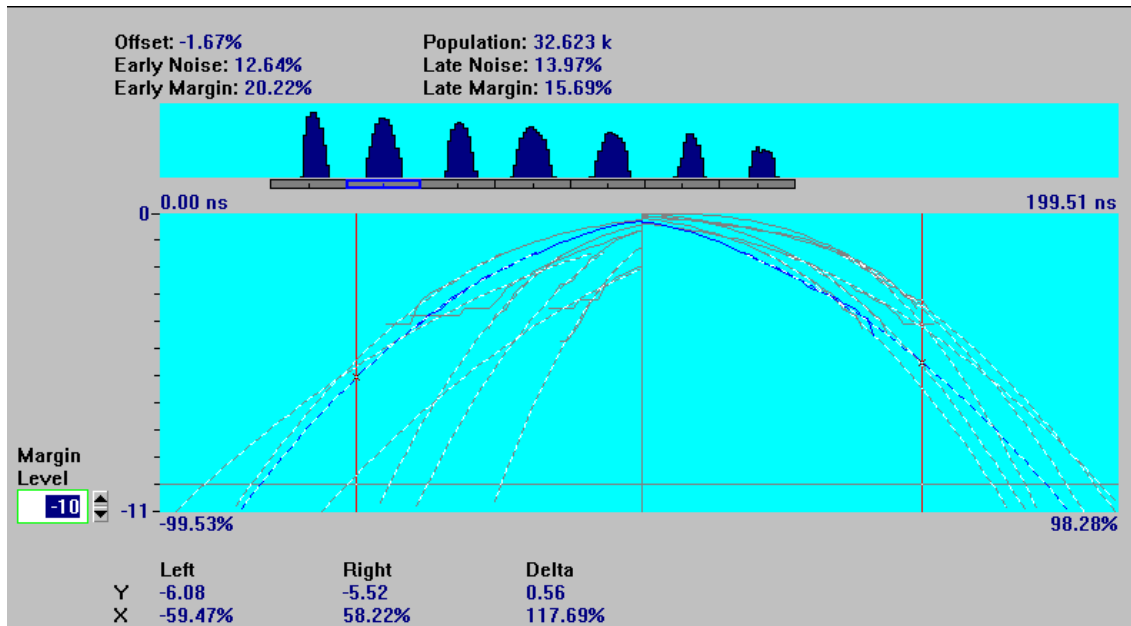 Offset: -1.67% Population: 32.623 k
Early Noise: 12.64% Late Noise: 13.97%
Early Margin: 20.22% Late Margin: 15.69%
0.00 ns 199.51 ns
0
Margin
Level
-10
-11
-99.53% 98.28%
Left Right Delta
Y -6.08 -5.52 0.56
X -59.47% 58.22% 117.69%